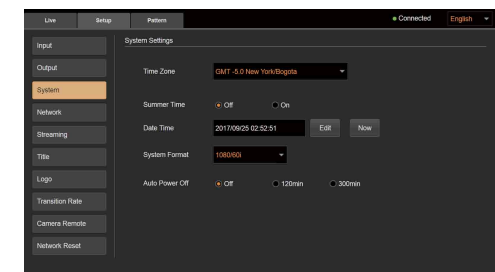 Live Setup Pattern Connected English
Input
Output
System
Network
Streaming
Title
Logo
Transition Rate
Camera Remote
Network Reset
System Settings
Time Zone GMT -5.0 New York/Bogota
Summer Time Off On
Date Time 2017/09/25 02:52:51 Edit Now
System Format 1080/60i
Auto Power Off Off 120min 300min